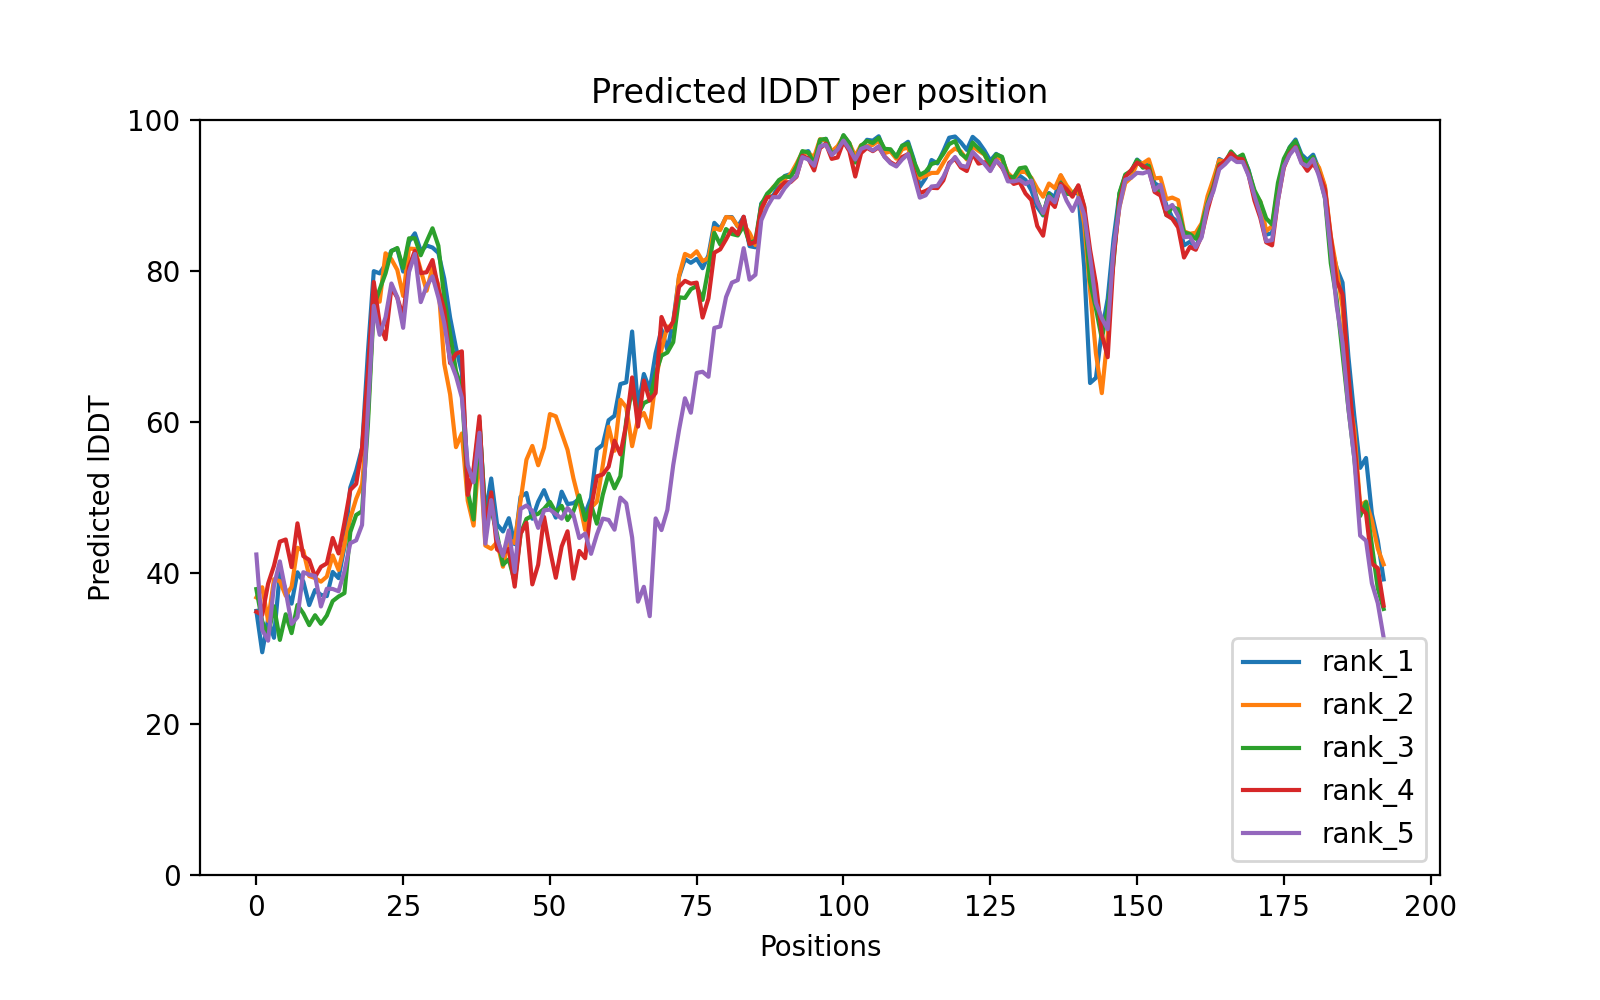 Predicted lDDT per position
100
80
60
40
20
0
Predicted lDDT
0 25 50 75 100 125 150 175 200
Positions
rank_1
rank_2
rank_3
rank_4
rank_5